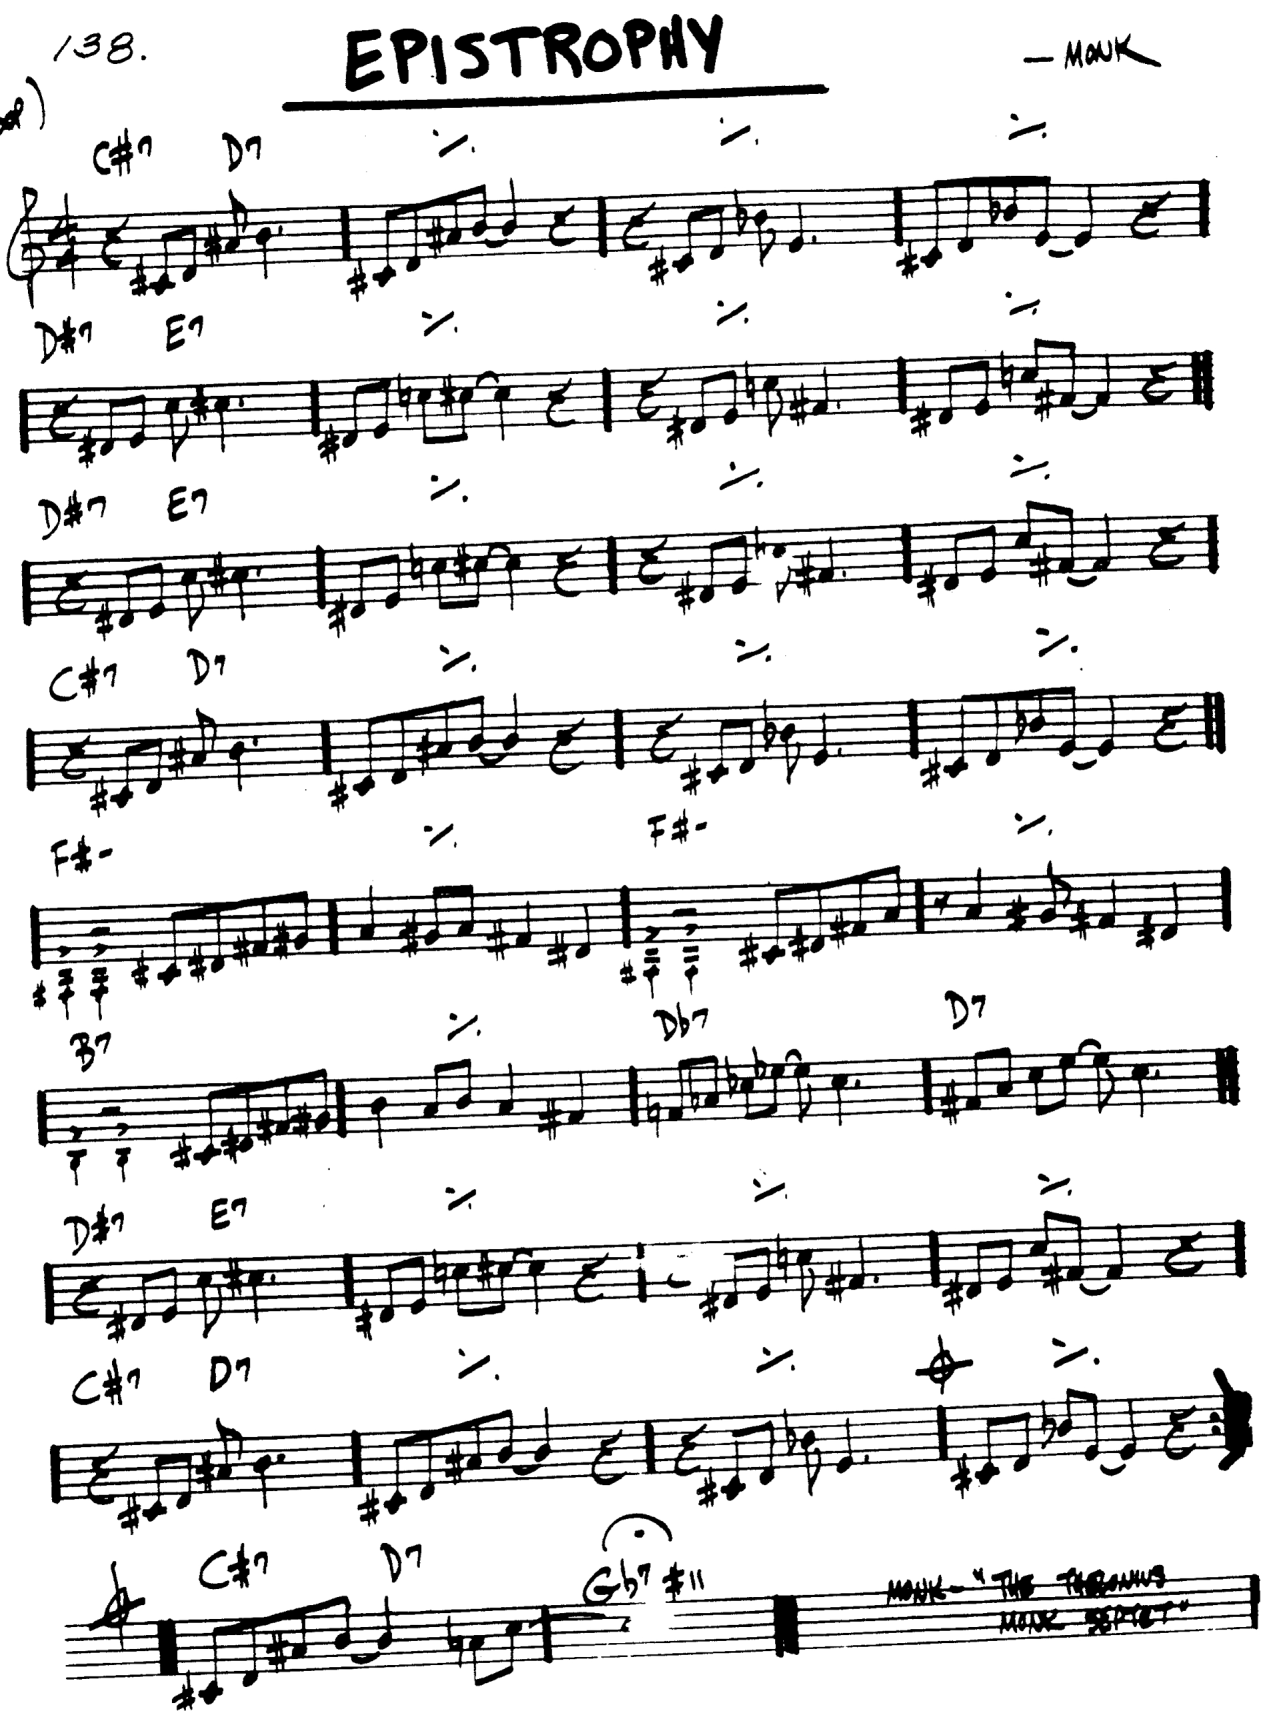 138.
EPISTROPHY
— MONK
C#7 D7 ٪ ٪ ٪
D#7 E7 ٪ ٪ ٪
D#7 E7 ٪ ٪ ٪
C#7 D7 ٪ ٪ ٪
F#- ٪ F#- ٪
B7 ٪ Db7 D7
D#7 E7 ٪ ٪ ٪
C#7 D7 ٪ ٪ ٪
C#7 D7 Gb7 #11
MONK - "THE THELONIUS
MONK SEPTET"